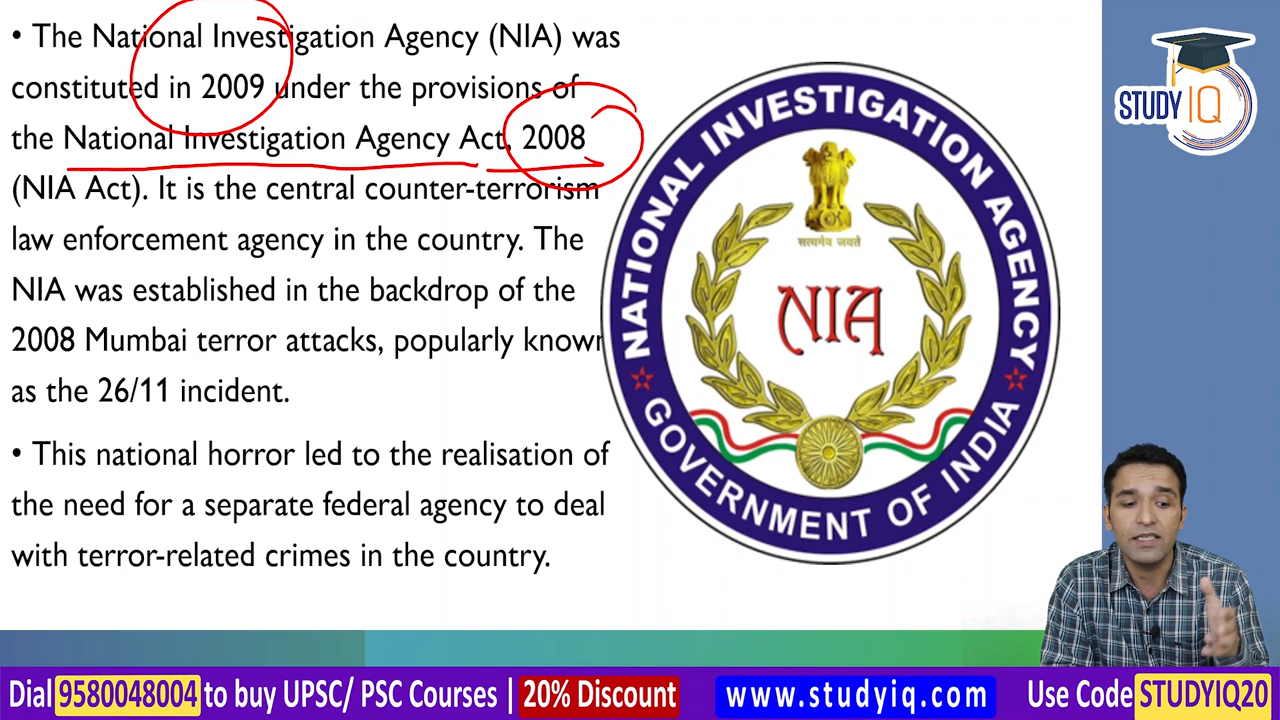 • The National Investigation Agency (NIA) was
constituted in 2009 under the provisions of
the National Investigation Agency Act, 2008
(NIA Act). It is the central counter-terrorism
law enforcement agency in the country. The
NIA was established in the backdrop of the
2008 Mumbai terror attacks, popularly known
as the 26/11 incident.
• This national horror led to the realisation of
the need for a separate federal agency to deal
with terror-related crimes in the country.
NATIONAL INVESTIGATION AGENCY
सत्यमेव जयते
NIA
GOVERNMENT OF INDIA
STUDY IQ
Dial 9580048004 to buy UPSC/ PSC Courses | 20% Discount
www.studyiq.com
Use Code STUDYIQ20